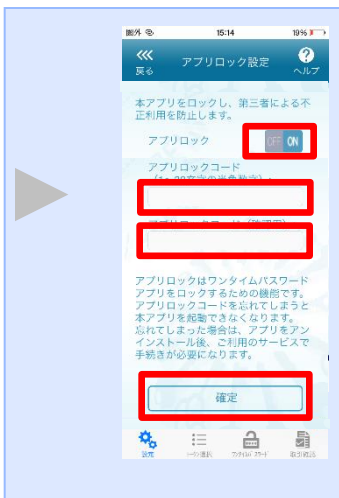 圏外
15:14
19%
戻る
アプリロック設定
ヘルプ
本アプリをロックし、第三者による不
正利用を防止します。
アプリロック
OFF ON
アプリロックコード
アプリロックはワンタイムパスワード
アプリをロックするための機能です。
アプリロックコードを忘れてしまうと
本アプリを起動できなくなります。
忘れてしまった場合は、アプリをアン
インストール後、ご利用のサービスで
手続きが必要になります。
確定
設定
取引確認